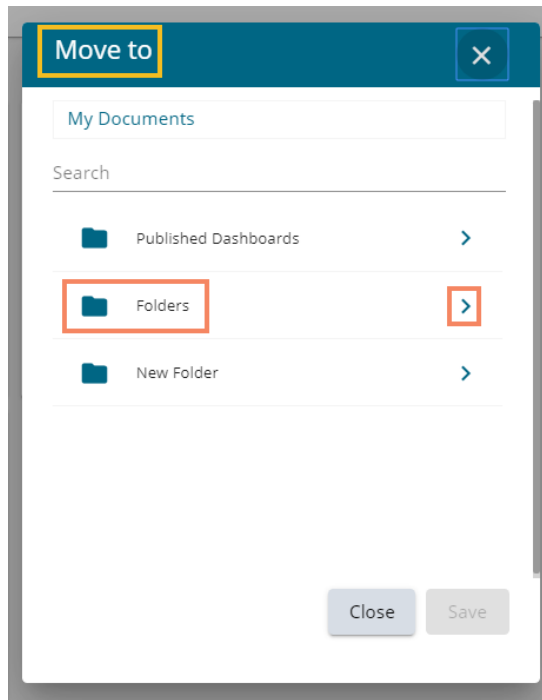 Move to
My Documents
Search
Published Dashboards
Folders
New Folder
Close
Save